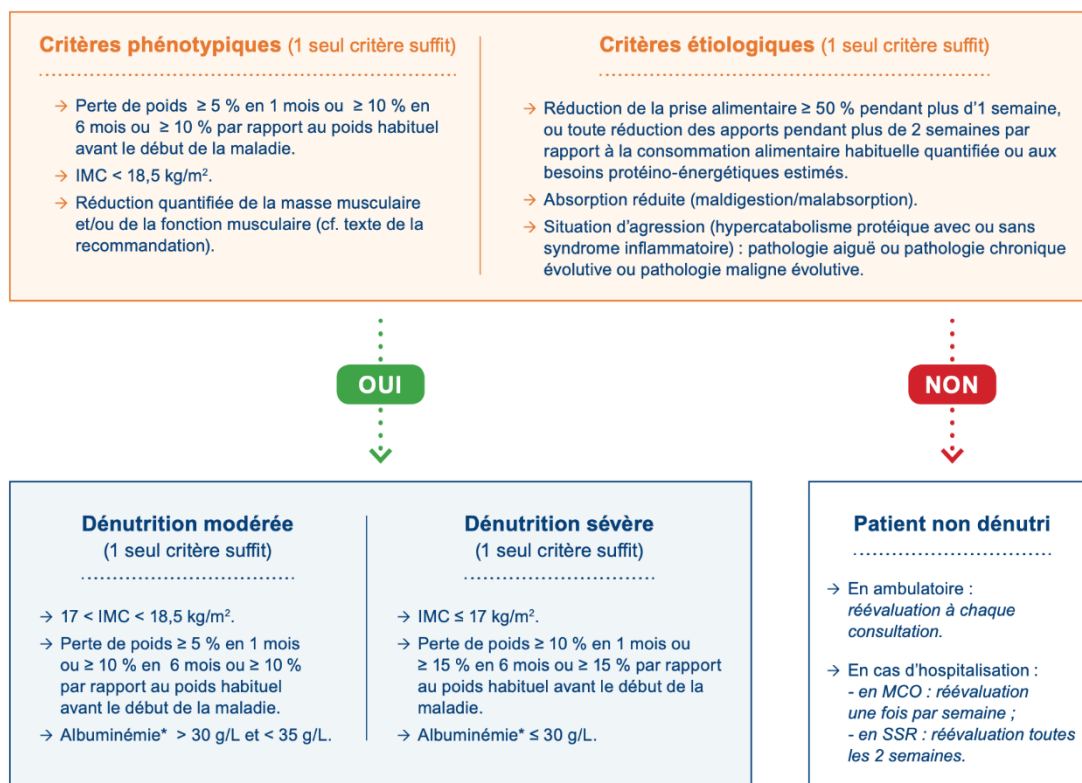 Critères phénotypiques (1 seul critère suffit)
→ Perte de poids ≥ 5 % en 1 mois ou ≥ 10 % en
6 mois ou ≥ 10 % par rapport au poids habituel
avant le début de la maladie.
→ IMC < 18,5 kg/m².
→ Réduction quantifiée de la masse musculaire
et/ou de la fonction musculaire (cf. texte de la
recommandation).
Critères étiologiques (1 seul critère suffit)
→ Réduction de la prise alimentaire ≥ 50 % pendant plus d’1 semaine,
ou toute réduction des apports pendant plus de 2 semaines par
rapport à la consommation alimentaire habituelle quantifiée ou aux
besoins protéino-énergétiques estimés.
→ Absorption réduite (maldigestion/malabsorption).
→ Situation d’agression (hypercatabolisme protéique avec ou sans
syndrome inflammatoire) : pathologie aiguë ou pathologie chronique
évolutive ou pathologie maligne évolutive.
OUI
NON
Dénutrition modérée
(1 seul critère suffit)
→ 17 < IMC < 18,5 kg/m².
→ Perte de poids ≥ 5 % en 1 mois
ou ≥ 10 % en 6 mois ou ≥ 10 %
par rapport au poids habituel
avant le début de la maladie.
→ Albuminémie* > 30 g/L et < 35 g/L.
Dénutrition sévère
(1 seul critère suffit)
→ IMC ≤ 17 kg/m².
→ Perte de poids ≥ 10 % en 1 mois ou
≥ 15 % en 6 mois ou ≥ 15 % par rapport
au poids habituel avant le début de la
maladie.
→ Albuminémie* ≤ 30 g/L.
Patient non dénutri
→ En ambulatoire :
réévaluation à chaque
consultation.
→ En cas d’hospitalisation :
- en MCO : réévaluation
une fois par semaine ;
- en SSR : réévaluation toutes
les 2 semaines.